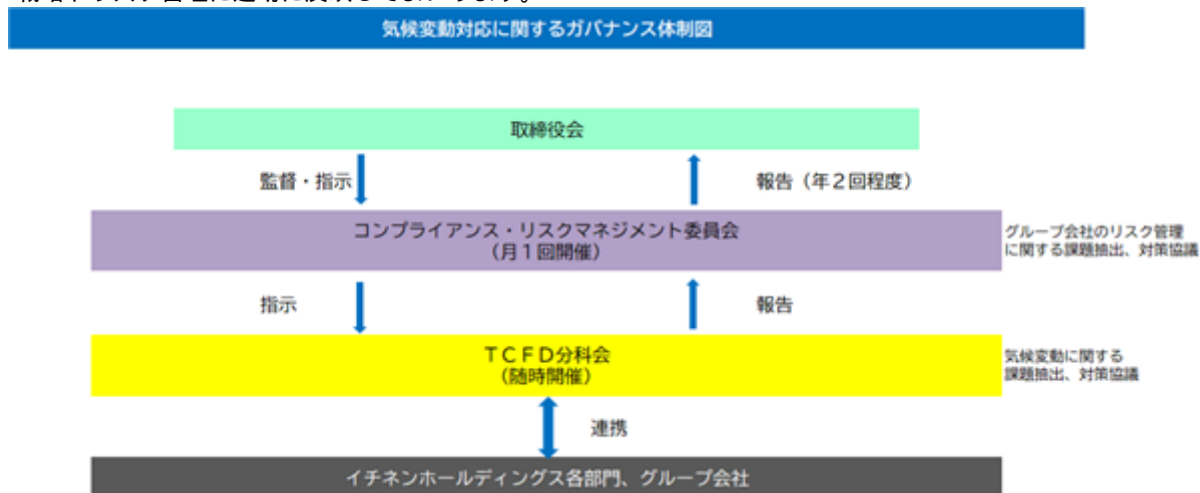 気候変動対応に関するガバナンス体制図
取締役会
監督・指示
報告（年２回程度）
コンプライアンス・リスクマネジメント委員会
（月１回開催）
グループ会社のリスク管理
に関する課題抽出、対策協議
指示
報告
ＴＣＦＤ分科会
（随時開催）
気候変動に関する
課題抽出、対策協議
連携
イチネンホールディングス各部門、グループ会社